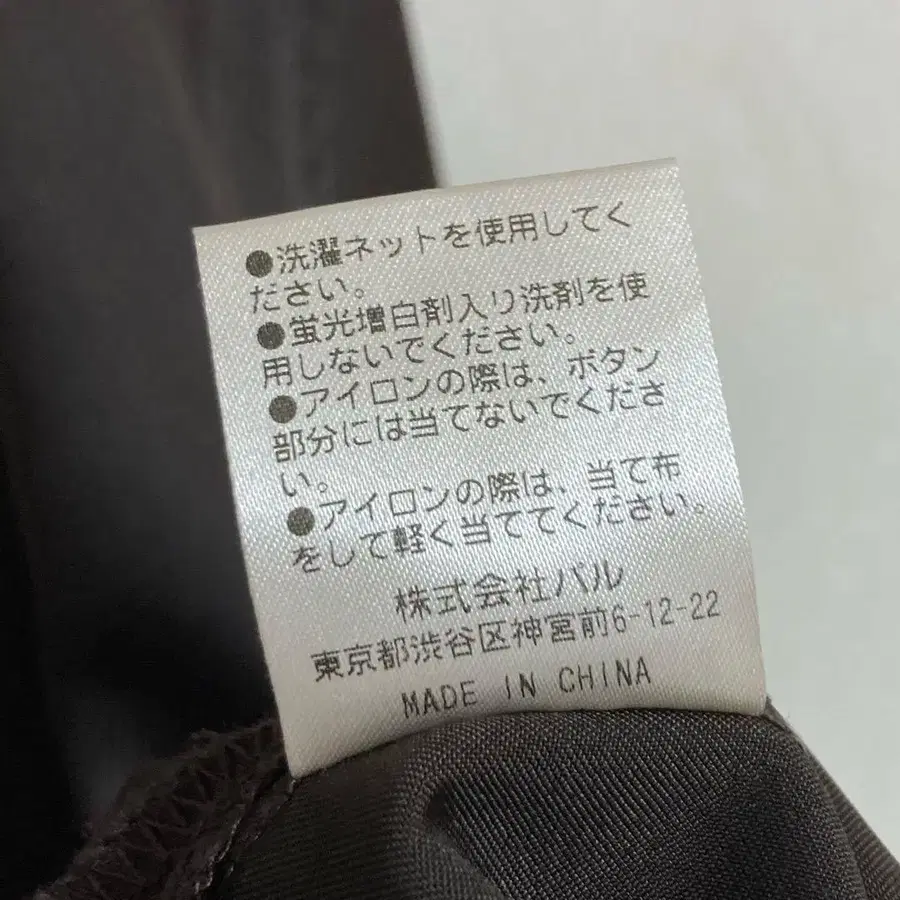 ●洗濯ネットを使用してく
ださい。
●蛍光増白剤入り洗剤を使
用しないでください。
●アイロンの際は、ボタン
部分には当てないでくださ
い。
●アイロンの際は、当て布
をして軽く当ててください。
株式会社パル
東京都渋谷区神宮前6-12-22
MADE IN CHINA